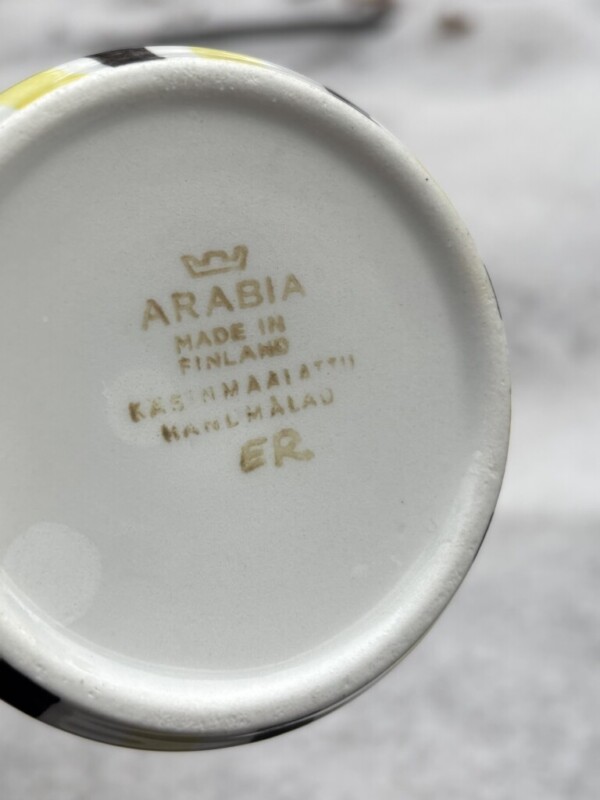 ARABIA
MADE IN
FINLAND
KÄSINMAALATTU
HANDMÅLAD
ER.